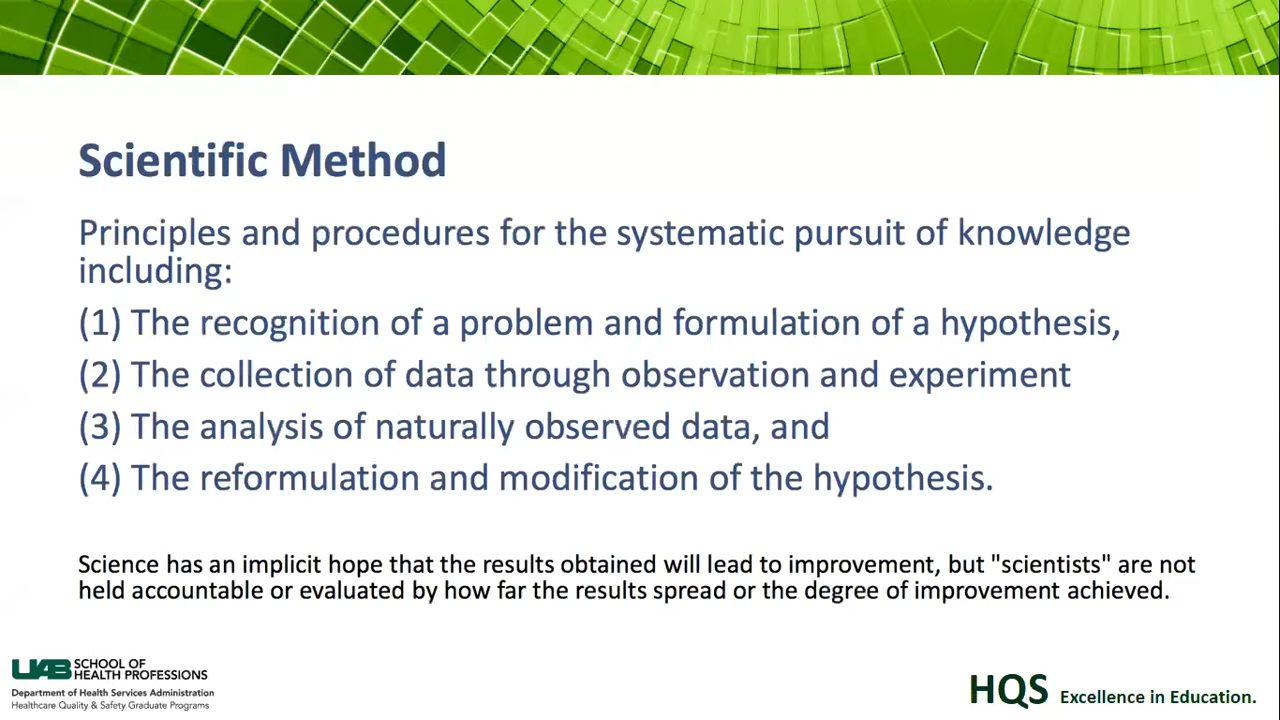 Scientific Method
Principles and procedures for the systematic pursuit of knowledge
including:
(1) The recognition of a problem and formulation of a hypothesis,
(2) The collection of data through observation and experiment
(3) The analysis of naturally observed data, and
(4) The reformulation and modification of the hypothesis.
Science has an implicit hope that the results obtained will lead to improvement, but "scientists" are not
held accountable or evaluated by how far the results spread or the degree of improvement achieved.
UAB SCHOOL OF
HEALTH PROFESSIONS
Department of Health Services Administration
Healthcare Quality & Safety Graduate Programs
HQS Excellence in Education.